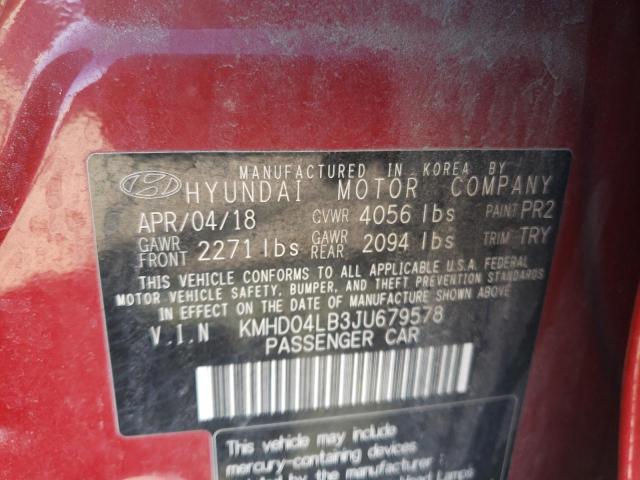 MANUFACTURED IN KOREA BY
HYUNDAI MOTOR COMPANY
APR/04/18 GVWR 4056 lbs PAINT PR2
GAWR FRONT 2271 lbs GAWR REAR 2094 lbs TRIM TRY
THIS VEHICLE CONFORMS TO ALL APPLICABLE U.S.A. FEDERAL
MOTOR VEHICLE SAFETY, BUMPER, AND THEFT PREVENTION STANDARDS
IN EFFECT ON THE DATE OF MANUFACTURE SHOWN ABOVE.
V.I.N KMHD04LB3JU679578
PASSENGER CAR
This vehicle may include
mercury-containing devices
installed by the manufacturer
Head Lamps